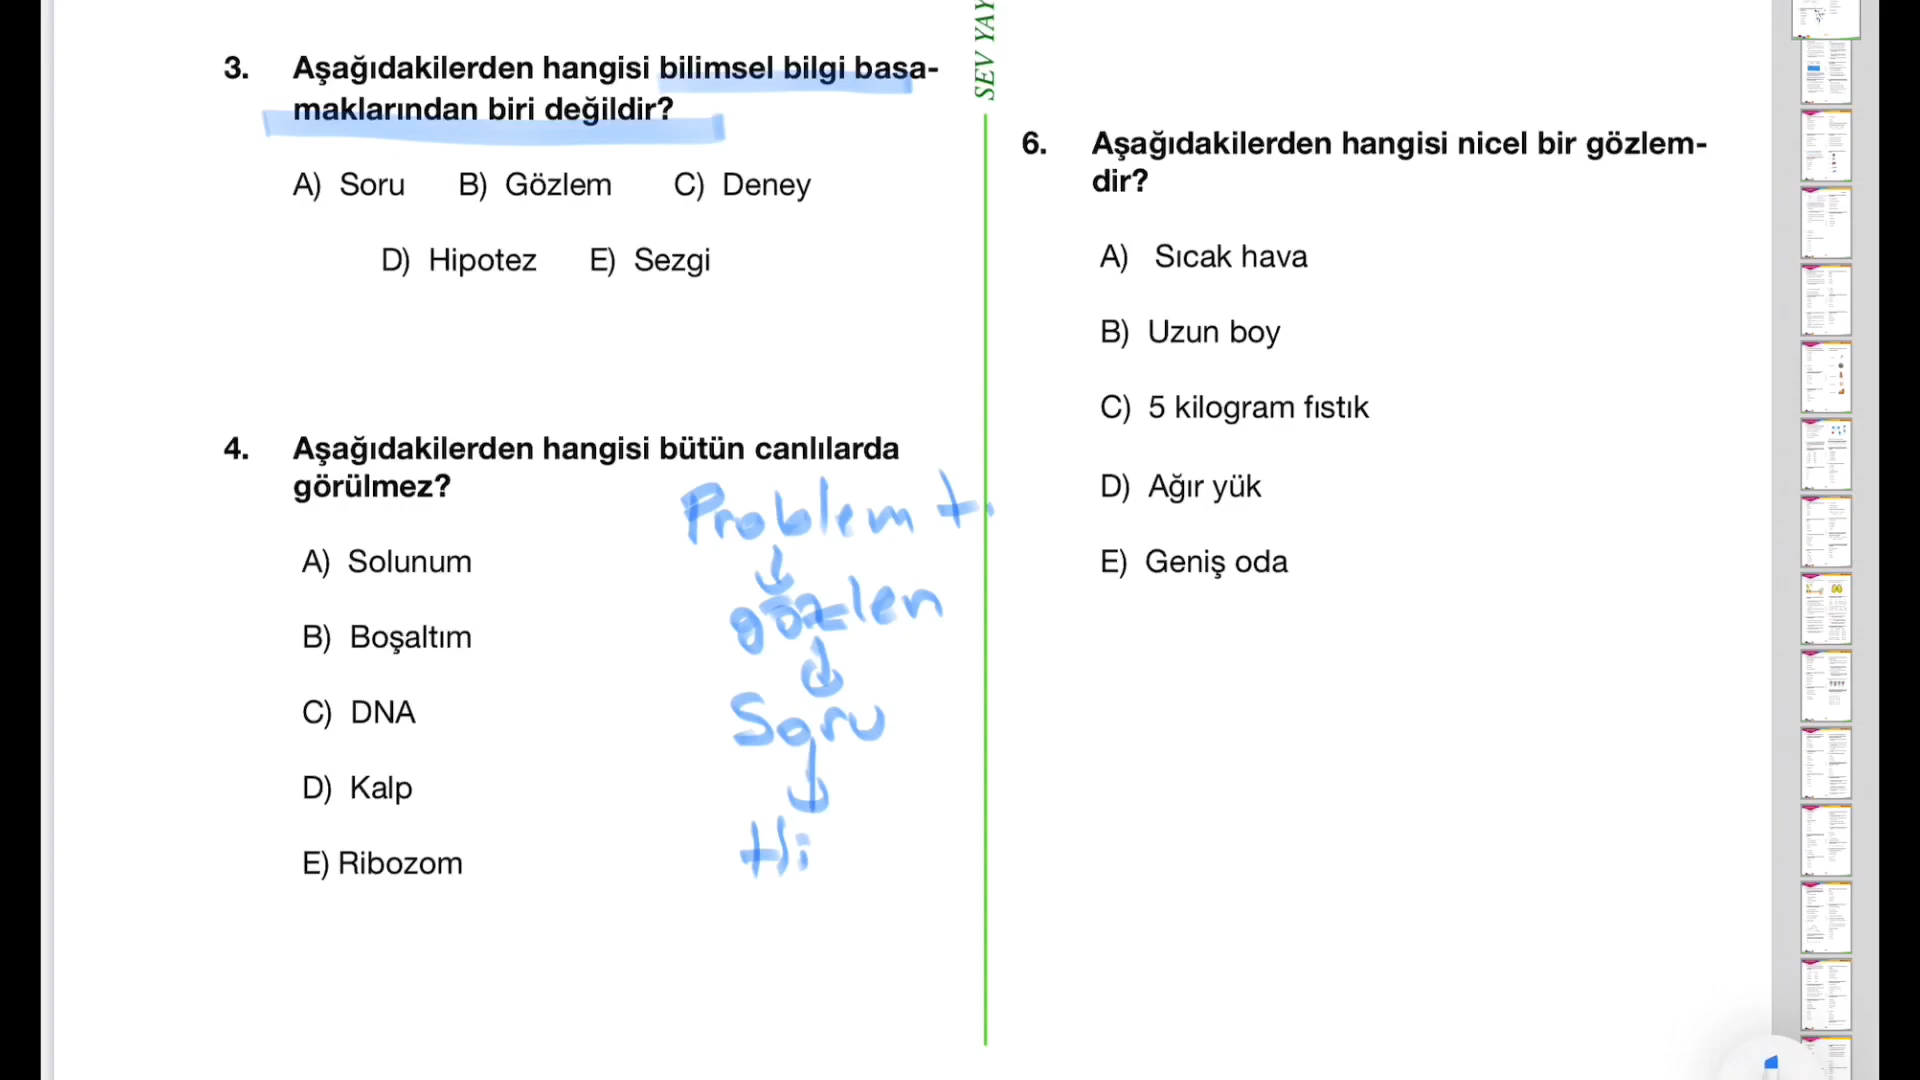 3. Aşağıdakilerden hangisi bilimsel bilgi basa-
maklarından biri değildir?
A) Soru B) Gözlem C) Deney
D) Hipotez E) Sezgi
4. Aşağıdakilerden hangisi bütün canlılarda
görülmez?
A) Solunum
B) Boşaltım
C) DNA
D) Kalp
E) Ribozom
Problem t.
gözlen
Soru
Hi
SEV YAY
6. Aşağıdakilerden hangisi nicel bir gözlem-
dir?
A) Sıcak hava
B) Uzun boy
C) 5 kilogram fıstık
D) Ağır yük
E) Geniş oda